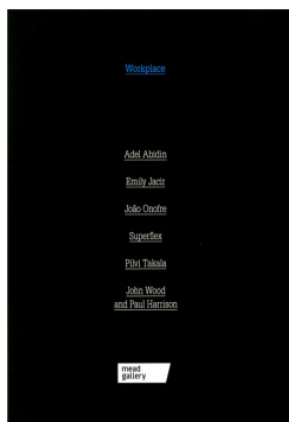 Workplace
Adel Abidin
Emily Jacir
João Onofre
Superflex
Pilvi Takala
John Wood
and Paul Harrison
mead
gallery